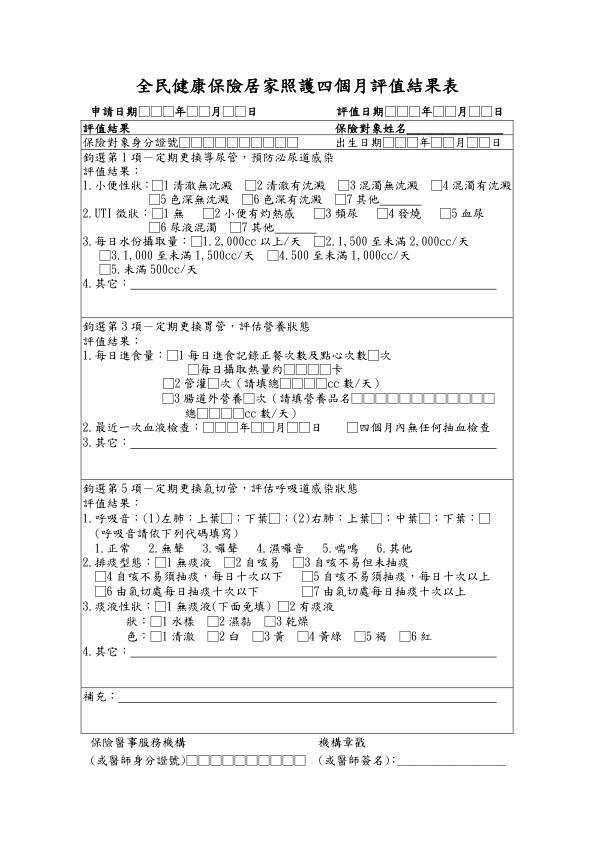 全民健康保險居家照護四個月評值結果表
申請日期□□□年□□月□□日 評值日期□□□年□□月□□日
評值結果 保險對象姓名
保險對象身分證號□□□□□□□□□□ 出生日期□□□年□□月□□日
鉤選第1項－定期更換導尿管，預防泌尿道感染
評值結果：
1.小便性狀：□1清澈無沈澱 □2清澈有沈澱 □3混濁無沈澱 □4混濁有沈澱
□5色深無沈澱 □6色深有沈澱 □7其他
2.UTI徵狀：□1無 □2小便有灼熱感 □3頻尿 □4發燒 □5血尿
□6尿液混濁 □7其他
3.每日水份攝取量：□1.2,000cc以上/天 □2.1,500至未滿2,000cc/天
□3.1,000至未滿1,500cc/天 □4.500至未滿1,000cc/天
□5.未滿500cc/天
4.其它：
鉤選第3項－定期更換胃管，評估營養狀態
評值結果：
1.每日進食量：□1每日進食記錄正餐次數及點心次數□次
□每日攝取熱量約□□□□卡
□2管灌□次（請填總□□□□cc數/天）
□3腸道外營養□次（請填營養品名□□□□□□□□□□□□
總□□□□cc數/天）
2.最近一次血液檢查：□□□年□□月□□日 □四個月內無任何抽血檢查
3.其它：
鉤選第5項－定期更換氣切管，評估呼吸道感染狀態
評值結果：
1.呼吸音：(1)左肺：上葉□；下葉□；(2)右肺：上葉□；中葉□；下葉：□
(呼吸音請依下列代碼填寫)
1.正常 2.無聲 3.囉聲 4.濕囉音 5.喘鳴 6.其他
2.排痰型態：□1無痰液 □2自咳易 □3自咳不易但未抽痰
□4自咳不易須抽痰，每日十次以下 □5自咳不易須抽痰，每日十次以上
□6由氣切處每日抽痰十次以下 □7由氣切處每日抽痰十次以上
3.痰液性狀：□1無痰液(下面免填)□2有痰液
狀：□1水樣 □2濕黏 □3乾燥
色：□1清澈 □2白 □3黃 □4黃綠 □5褐 □6紅
4.其它：
補充：
保險醫事服務機構 機構章戳
(或醫師身分證號)□□□□□□□□□□ (或醫師簽名)：